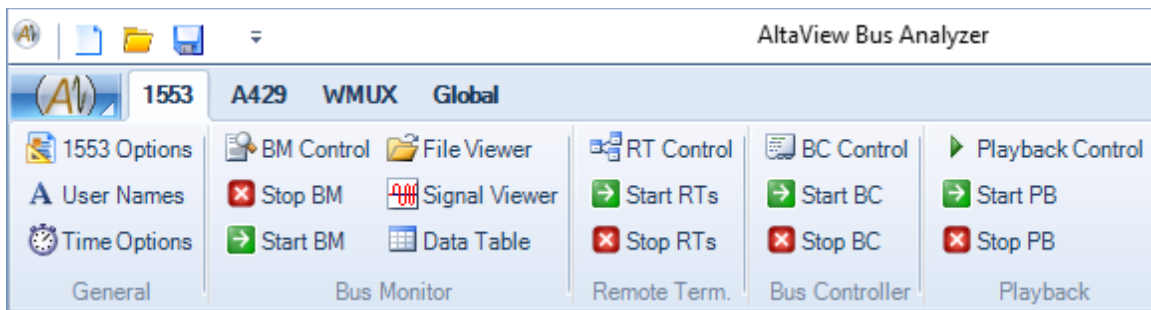 AltaView Bus Analyzer
1553 A429 WMUX Global
1553 Options BM Control File Viewer RT Control BC Control Playback Control
A User Names Stop BM Signal Viewer Start RTs Start BC Start PB
Time Options Start BM Data Table Stop RTs Stop BC Stop PB
General Bus Monitor Remote Term. Bus Controller Playback